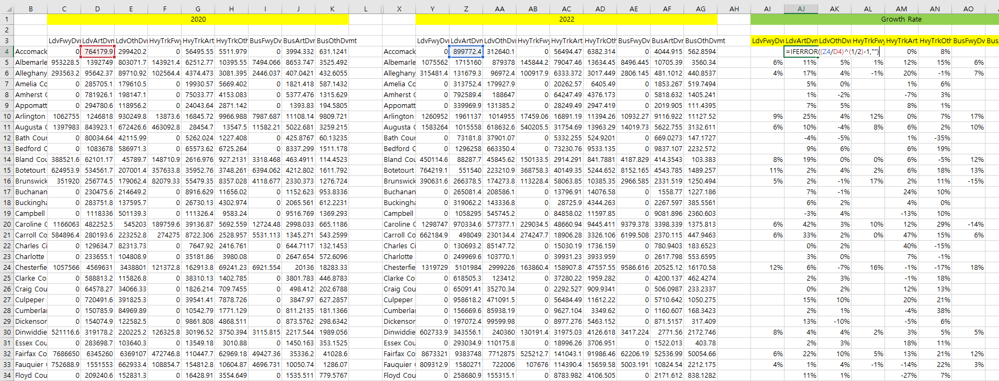 B C D E F G H I J K L X Y Z AA AB AC AD AE AF AG AH AI AJ AK AL AM AN AO
1 2020 2022 Growth Rate
2
3 LdvFwyDvı LdvArtDvn LdvOthDvı HvyTrkFwy HvyTrkArt HvyTrkOth BusFwyDv BusArtDvr BusOthDvmt LdvFwyDvı LdvArtDvn LdvOthDvı HvyTrkFwy HvyTrkArt HvyTrkOth BusFwyDv BusArtDvr BusOthDvmt LdvFwyDvı LdvArtDvn LdvOthDvı HvyTrkFwy HvyTrkArt HvyTrkOth BusFwyDv Bus
4 Accomack 0 764179.9 299420.2 0 56495.55 5511.979 0 3994.332 631.1241 Accomack 0 899772.4 312640.1 0 56494.47 6382.314 0 4044.915 562.8594 =IFERROR((Z4/D4)^(1/2)-1,"") 0% 8%
5 Albemarle 953228.5 1392749 803071.7 143921.4 62512.77 10395.55 7494.066 8653.747 3525.492 Albemarle 1075562 1715160 879378 145844.2 79047.46 13634.45 8496.445 10705.39 3560.34 6% 11% 5% 1% 12% 15% 6%
6 Alleghany 293563.2 95642.37 89710.92 102564.4 4374.473 3081.395 2446.037 407.0421 432.6055 Alleghany 315481.4 131679.3 96972.4 100917.9 6333.372 3017.449 2806.145 481.1012 440.8537 4% 17% 4% -1% 20% -1% 7%
7 Amelia Co 0 285705.1 179610.5 0 19930.57 5669.402 0 1821.418 587.1432 Amelia Co 0 313752.4 179927.9 0 20262.57 6405.49 0 1853.267 519.7494 5% 0% 1% 6%
8 Amherst C 0 781926.1 198147.1 0 75033.77 4153.083 0 5377.476 1315.629 Amherst C 0 792589.4 188647 0 64247.49 4376.173 0 5818.632 1405.241 1% -2% -7% 3%
9 Appomatt 0 294780.6 118956.2 0 24043.64 2871.142 0 1393.83 194.5805 Appomatt 0 339969.9 131385.2 0 28249.49 2947.419 0 2019.905 111.4395 7% 5% 8% 1%
10 Arlington 1062755 1246818 930249.8 13873.6 16845.72 9966.988 7987.687 11108.14 9809.721 Arlington 1260952 1961137 1014955 17459.06 16891.19 11394.26 10932.27 9116.922 11127.52 9% 25% 4% 12% 0% 7% 17%
11 Augusta C 1397983 843923.1 672426.6 463092.8 28454.7 13547.5 11582.21 5022.681 3259.215 Augusta C 1583264 1015558 618632.6 540205.5 31754.69 13963.29 14019.73 5622.755 3132.611 6% 10% -4% 8% 6% 2% 10%
12 Bath Cour 0 80034.64 42115.99 0 5262.024 1227.408 0 425.8767 60.13235 Bath Cour 0 73181.8 37901.07 0 5332.255 524.9201 0 669.0273 147.1727 -4% -5% 1% -35%
13 Bedford C 0 1083678 586971.3 0 65573.62 6725.264 0 8337.299 1511.178 Bedford C 0 1296258 663350.4 0 73230.76 9533.135 0 9837.107 2232.572 9% 6% 6% 19%
14 Bland Cou 388521.6 62101.17 45789.7 148710.9 2616.976 927.2131 3318.468 463.4911 114.4523 Bland Cou 450114.6 88287.7 45845.62 150133.5 2914.291 841.7881 4187.829 414.3543 103.383 8% 19% 0% 0% 6% -5% 12%
15 Botetourt 624953.9 534561.7 207001.4 357633.8 35952.76 3748.261 6394.062 4212.802 1611.792 Botetourt 764219.1 551540 223210.9 368758.3 40149.35 5244.652 8152.165 4543.785 1489.257 11% 2% 4% 2% 6% 18% 13%
16 Brunswick 351920 256774.5 179062.4 82079.33 55479.35 8357.028 4118.677 2330.373 1276.724 Brunswick 390631.6 266378.5 174273.8 113228.4 58063.85 10385.35 2966.585 2331.519 1250.494 5% 2% -1% 17% 2% 11% -15%
17 Buchanan 0 230475.6 214649.2 0 8916.629 11656.02 0 1152.623 953.8336 Buchanan 0 265081.4 208586.1 0 13796.91 14076.58 0 1558.77 1227.186 7% -1% 24% 10%
18 Buckingha 0 283751.8 137595.7 0 26730.13 4302.974 0 2065.561 612.2231 Buckingha 0 319062.2 143336.8 0 28725.9 4344.263 0 2267.597 385.5561 6% 2% 4% 0%
19 Campbell 0 1118336 501139.3 0 111326.4 9583.24 0 9516.769 1369.293 Campbell 0 1058295 545745.2 0 84858.02 11597.85 0 9081.896 2360.603 -3% 4% -13% 10%
20 Caroline C 1166063 482252.5 545203 189759.6 39136.87 5692.559 12724.48 2998.033 665.1186 Caroline C 1298747 970334.6 577377.1 229034.5 48660.94 9445.411 9379.378 3398.339 1375.813 6% 42% 3% 10% 12% 29% -14%
21 Carroll Co 584896.4 280193.6 223252.8 274275 8722.306 2528.957 5531.113 1345.271 543.2599 Carroll Co 662184.9 498049 230134.4 274247.7 18906.28 3326.106 6199.508 2370.115 447.9463 6% 33% 2% 0% 47% 15% 6%
22 Charles Ci 0 129634.7 82313.73 0 7647.92 2416.761 0 644.7117 132.1453 Charles Ci 0 130693.2 85147.72 0 15030.19 1736.159 0 780.9403 183.6523 0% 2% 40% -15%
23 Charlotte 0 233655.1 104808.9 0 35181.86 3980.08 0 2647.654 572.6096 Charlotte 0 249969.6 103770.1 0 39931.23 3933.959 0 2617.798 553.6595 3% 0% 7% -1%
24 Chesterfie 1057566 4569631 3438801 121372.8 162913.8 69241.23 6921.554 20136 18283.33 Chesterfie 1319729 5101984 2999226 163860.4 158907.8 47557.55 9586.616 20525.12 16170.58 12% 6% -7% 16% -1% -17% 18%
25 Clarke Co 0 588813.2 115826.8 0 38310.13 1402.785 0 3801.783 446.8783 Clarke Co 0 618505.3 123412 0 37280.22 1959.282 0 4200.137 462.4274 2% 3% -1% 18%
26 Craig Cou 0 64578.27 34066.33 0 1826.214 709.7455 0 498.412 202.6788 Craig Cou 0 65091.41 35270.34 0 2292.527 909.9341 0 506.0987 233.2337 0% 2% 12% 13%
27 Culpeper 0 720491.6 391825.3 0 39541.41 7878.726 0 3847.97 627.2857 Culpeper 0 958618.2 471091.5 0 56484.49 11612.22 0 5710.642 1050.275 15% 10% 20% 21%
28 Cumberlaı 0 150785.9 84969.89 0 10542.79 1771.129 0 811.2135 181.1366 Cumberlaı 0 156669.6 85938.19 0 9627.104 3349.62 0 1160.607 168.3423 2% 1% -4% 38%
29 Dickensor 0 154074.9 122582.5 0 9861.808 4868.511 0 873.5762 298.6342 Dickensor 0 197072.4 99599.98 0 8977.276 5463.152 0 871.5157 317.409 13% -10% -5% 6%
30 Dinwiddie 521116.6 319178.2 220225.2 126325.8 30196.52 3750.394 3115.815 2217.544 1989.056 Dinwiddie 602733.9 343556.1 240360 130191.4 31975.03 4126.618 3417.224 2771.56 2172.746 8% 4% 4% 2% 3% 5% 5%
31 Essex Cou 0 283698.7 103640.3 0 13549.18 3010.88 0 1450.163 353.1525 Essex Cou 0 293034.9 110175.8 0 18996.26 3706.951 0 1522.013 403.78 2% 3% 18% 11%
32 Fairfax Co 7686650 6345260 6369107 472746.8 110447.7 62969.18 49427.36 35336.2 41028.6 Fairfax Co 8673321 9383748 7712875 525212.7 141043.1 91986.46 62206.19 52536.99 50054.66 6% 22% 10% 5% 13% 21% 12%
33 Fauquier 752688.9 1551553 662933.4 108854.7 154812.8 10604.87 4696.731 10050.74 1286.07 Fauquier 809312.9 1580271 722006 107676 114390.4 15659.58 5003.191 10824.54 2212.175 4% 1% 4% -1% -14% 22% 3%
34 Floyd Cou 0 209240.6 152831.3 0 16428.91 3554.649 0 1535.511 779.5767 Floyd Cou 0 258680.9 155315.1 0 8783.982 4106.505 0 2171.612 838.1282 11% 1% -27% 7%